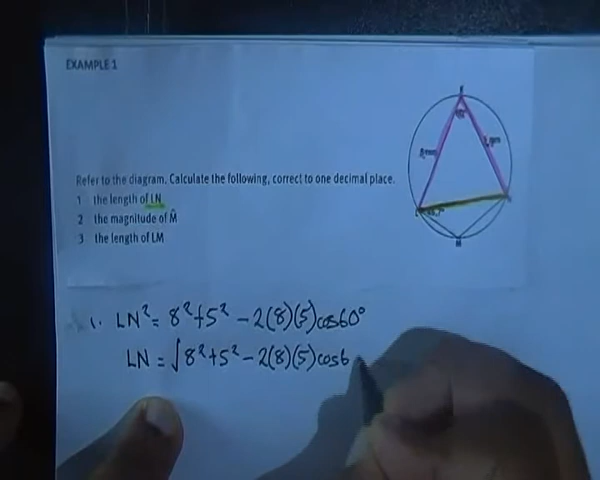 EXAMPLE 1
Refer to the diagram. Calculate the following, correct to one decimal place.
1 the length of LN
2 the magnitude of M̂
3 the length of LM
1. LN² = 8² + 5² - 2(8)(5)cos60°
LN = √8² + 5² - 2(8)(5)cos6
M